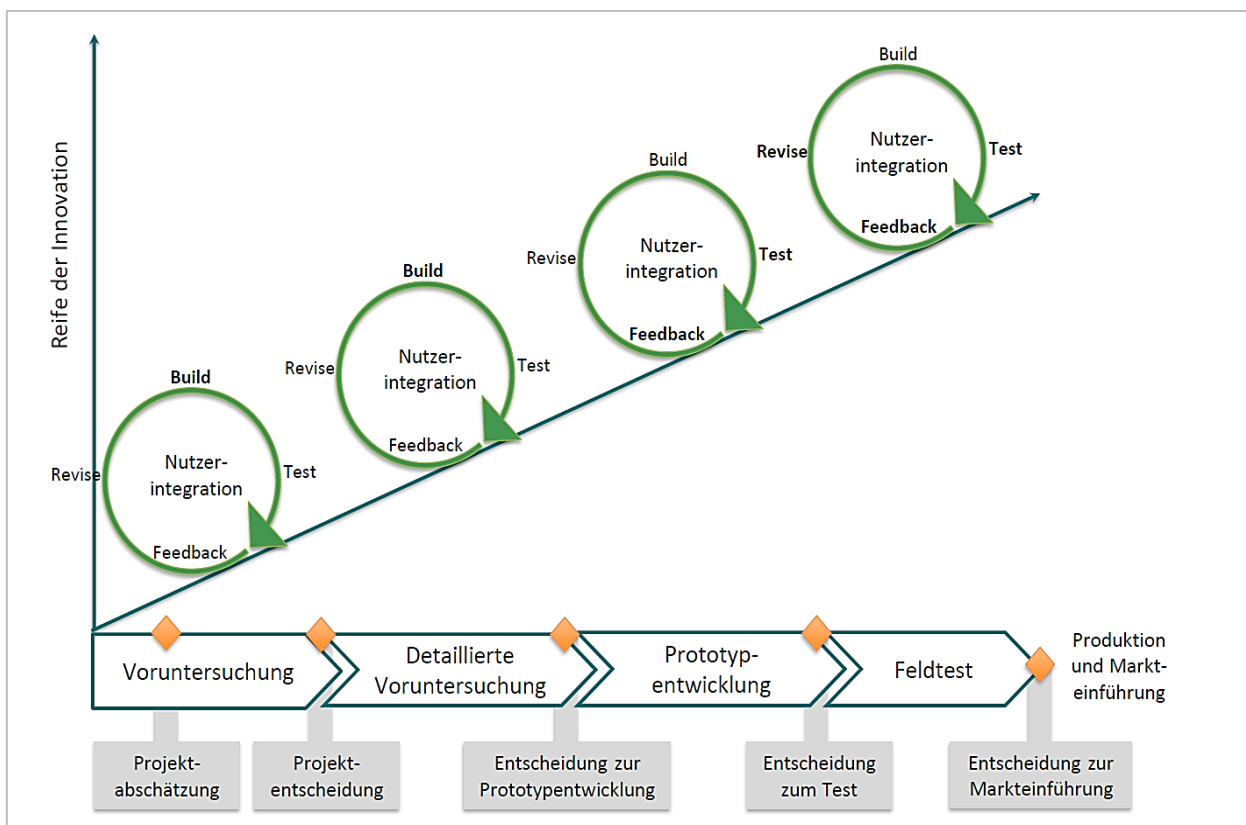 Reife der Innovation
Build
Revise
Nutzer-
integration
Test
Feedback
Build
Revise
Nutzer-
integration
Test
Feedback
Build
Revise
Nutzer-
integration
Test
Feedback
Build
Revise
Nutzer-
integration
Test
Feedback
Voruntersuchung
Detaillierte
Voruntersuchung
Prototyp-
entwicklung
Feldtest
Produktion
und Markt-
einführung
Projekt-
abschätzung
Projekt-
entscheidung
Entscheidung zur
Prototypentwicklung
Entscheidung
zum Test
Entscheidung zur
Markteinführung